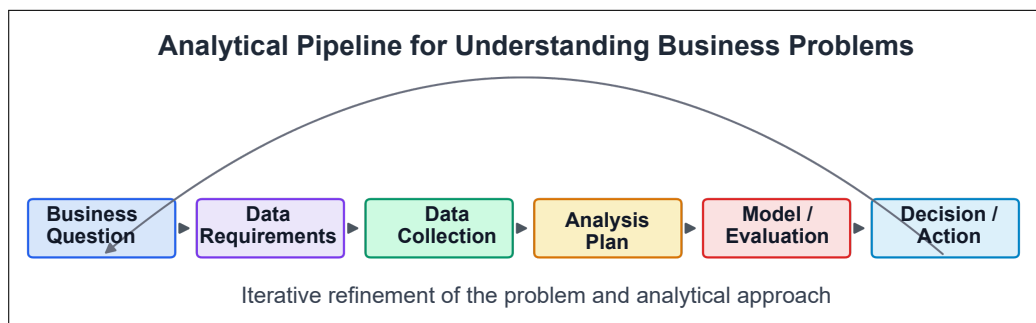 Analytical Pipeline for Understanding Business Problems
Business
Question
Data
Requirements
Data
Collection
Analysis
Plan
Model /
Evaluation
Decision /
Action
Iterative refinement of the problem and analytical approach